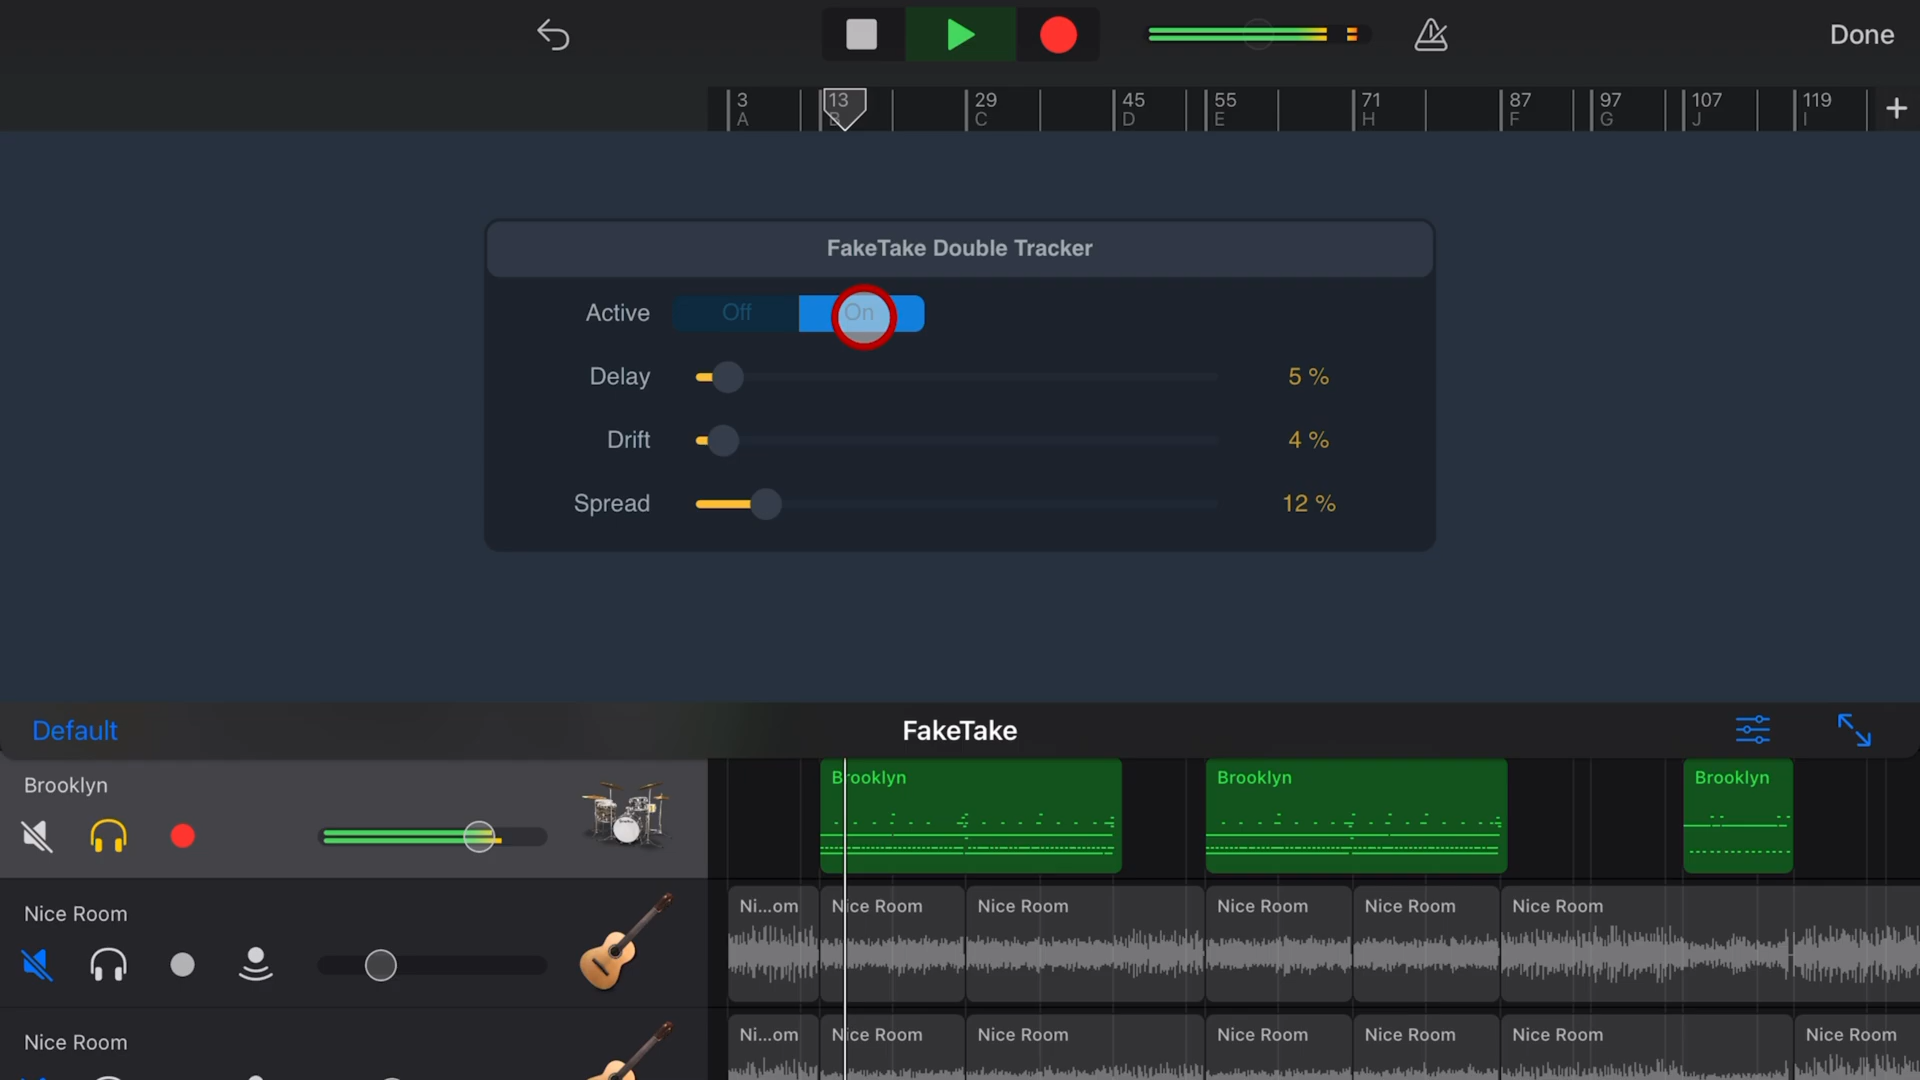 Done
3 13 29 45 55 71 87 97 107 119
A B C D E H F G J I
FakeTake Double Tracker
Active Off On
Delay 5 %
Drift 4 %
Spread 12 %
Default FakeTake
Brooklyn Brooklyn Brooklyn Brooklyn
Nice Room Ni...om Nice Room Nice Room Nice Room Nice Room Nice Room
Nice Room Ni...om Nice Room Nice Room Nice Room Nice Room Nice Room Nice Room